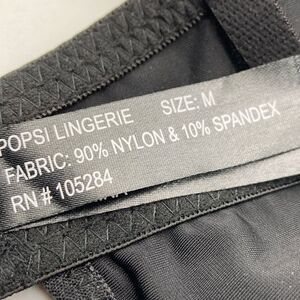 POPSI LINGERIE SIZE: M
FABRIC: 90% NYLON & 10% SPANDEX
RN # 105284